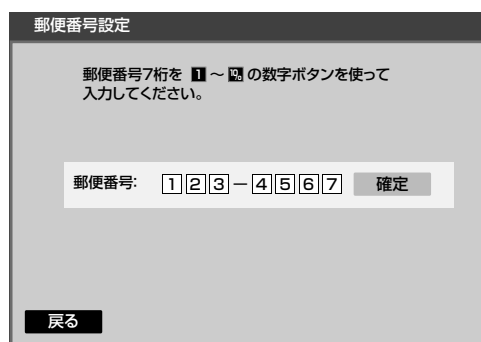 郵便番号設定
郵便番号7桁を 1 ～ 10 の数字ボタンを使って
入力してください。
郵便番号: 123－4567 確定
戻る